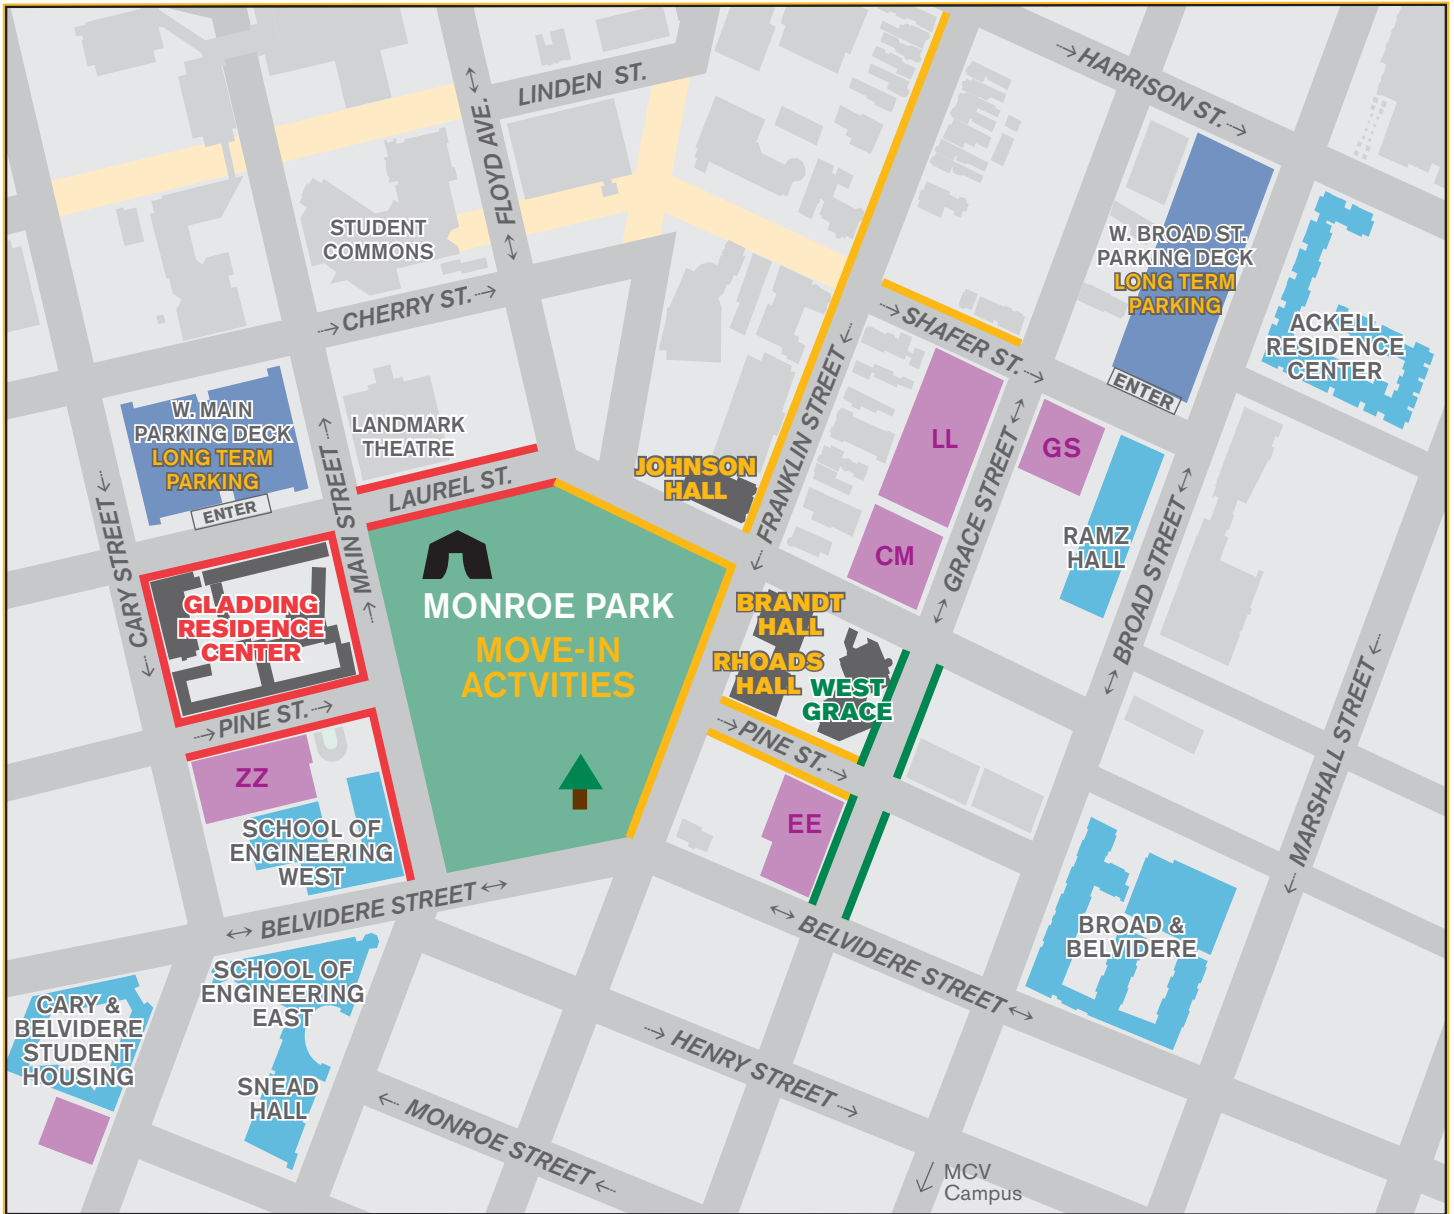 HARRISON ST.
LINDEN ST.
FLOYD AVE.
STUDENT
COMMONS
W. BROAD ST.
PARKING DECK
LONG TERM
PARKING
ENTER
ACKELL
RESIDENCE
CENTER
CHERRY ST.
SHAFER ST.
W. MAIN
PARKING DECK
LONG TERM
PARKING
ENTER
LANDMARK
THEATRE
LAUREL ST.
MAIN STREET
CARY STREET
JOHNSON
HALL
FRANKLIN STREET
LL
GS
CM
GRACE STREET
RAMZ
HALL
BROAD STREET
MARSHALL STREET
GLADDING
RESIDENCE
CENTER
MONROE PARK
MOVE-IN
ACTVITIES
BRANDT
HALL
RHOADS
HALL
WEST
GRACE
PINE ST.
PINE ST.
ZZ
EE
SCHOOL OF
ENGINEERING
WEST
BELVIDERE STREET
BELVIDERE STREET
BROAD &
BELVIDERE
SCHOOL OF
ENGINEERING
EAST
CARY &
BELVIDERE
STUDENT
HOUSING
SNEAD
HALL
HENRY STREET
MONROE STREET
MCV
Campus